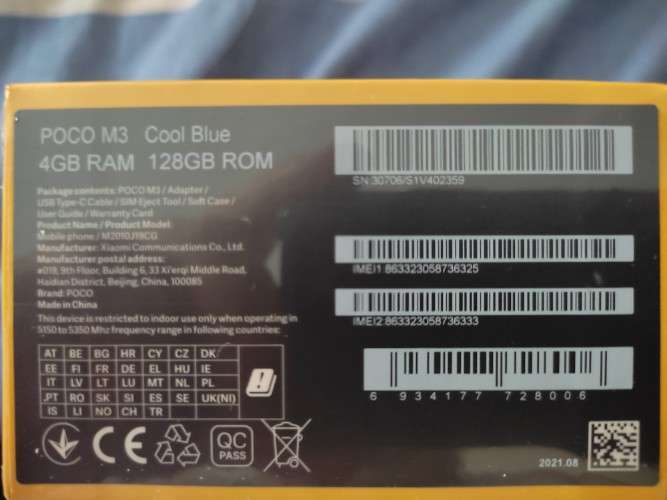 POCO M3 Cool Blue
4GB RAM 128GB ROM
Package contents: POCO M3 / Adapter /
USB Type-C Cable / SIM Eject Tool / Soft Case /
User Guide / Warranty Card
Product Name / Product Model:
Mobile phone / M2010J19CG
Manufacturer: Xiaomi Communications Co., Ltd.
Manufacturer postal address:
#019, 9th Floor, Building 6, 33 Xi'erqi Middle Road,
Haidian District, Beijing, China, 100085
Brand: POCO
Made in China
This device is restricted to indoor use only when operating in
5150 to 5350 Mhz frequency range in following countries:
AT BE BG HR CY CZ DK
EE FI FR DE EL HU IE
IT LV LT LU MT NL PL
PT RO SK SI ES SE UK(NI)
IS LI NO CH TR
CE
QC
PASS
SN:30706/S1V402359
IMEI1:863323058736325
IMEI2:863323058736333
6 934177 728006
2021.08